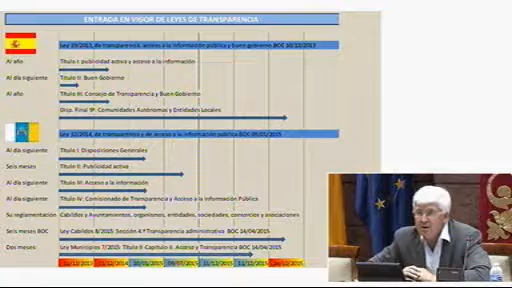 ENTRADA EN VIGOR DE LEYES DE TRANSPARENCIA
Ley 19/2013, de transparencia, acceso a la información pública y buen gobierno. BOE 10/12/2013
Al año Título I: publicidad activa y acceso a la información
Al día siguiente Título II: Buen Gobierno
Al año Título III: Consejo de Transparencia y Buen Gobierno
Disp. Final 9ª: Comunidades Autónomas y Entidades Locales
Ley 12/2014, de transparencia y de acceso a la información pública. BOC 09/01/2015
Al día siguiente Título I: Disposiciones Generales
Seis meses Título II: Publicidad activa
Al día siguiente Título III: Acceso a la información
Al día siguiente Título IV: Comisionado de Transparencia y Acceso a la Información Pública
Su reglamentación Cabildos y Ayuntamientos, organismos, entidades, sociedades, consorcios y asociaciones
Seis meses BOC Ley Cabildos 8/2015 Sección 4.ª Transparencia administrativa BOC 14/04/2015
Dos meses Ley Municipios 7/2015 Título II Capítulo II. Acceso y Transparencia BOC 14/04/2015